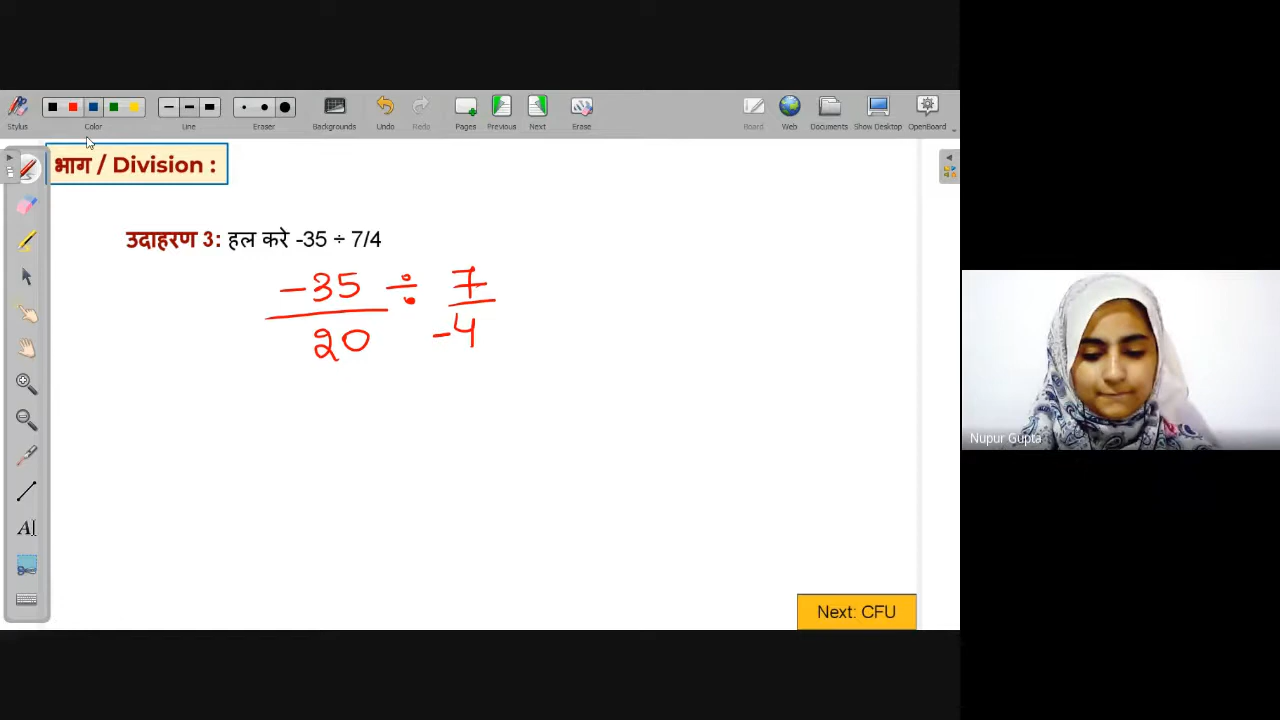 Stylus Color Line Eraser Backgrounds Undo Redo Pages Previous Next Erase Board Web Documents Show Desktop OpenBoard
भाग / Division :
उदाहरण 3: हल करे -35 ÷ 7/4
-35 ÷ 7
20 -4
A
Nupur Gupta
Next: CFU